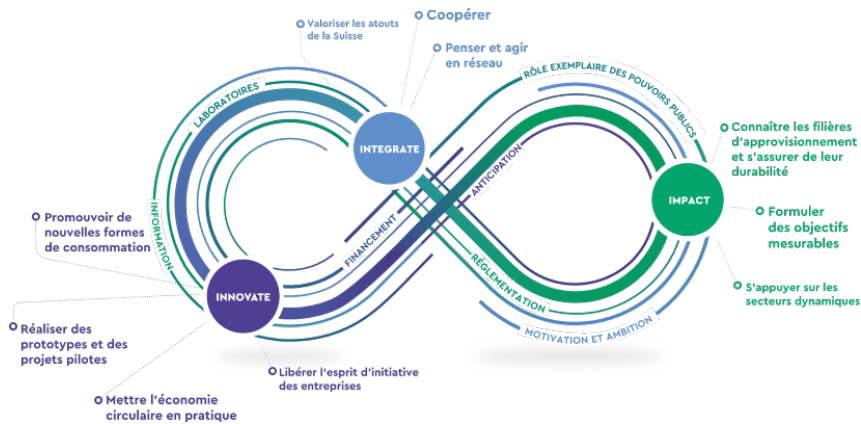 Valoriser les atouts
de la Suisse
Coopérer
Penser et agir
en réseau
LABORATOIRES
INTEGRATE
RÔLE EXEMPLAIRE DES POUVOIRS PUBLICS
Connaître les filières
d'approvisionnement
et s'assurer de leur
durabilité
IMPACT
Formuler
des objectifs
mesurables
S'appuyer sur les
secteurs dynamiques
ANTICIPATION
FINANCEMENT
RÉGLEMENTATION
MOTIVATION ET AMBITION
INFORMATION
Promouvoir de
nouvelles formes
de consommation
INNOVATE
Réaliser des
prototypes et des
projets pilotes
Libérer l'esprit d'initiative
des entreprises
Mettre l'économie
circulaire en pratique